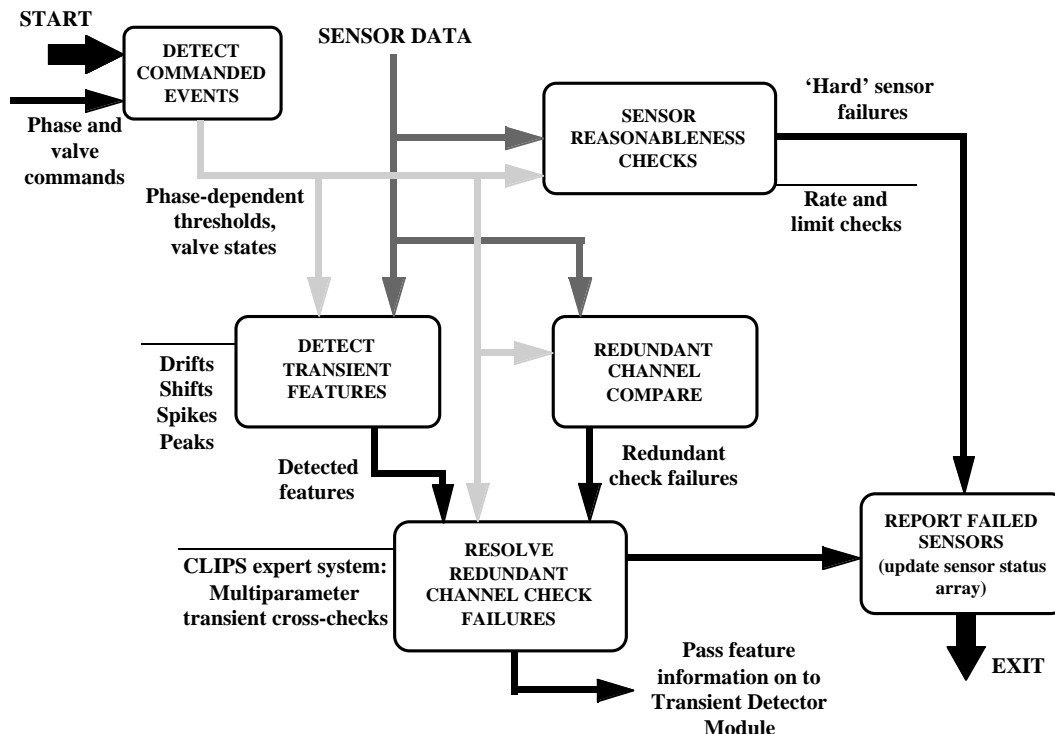 START
DETECT
COMMANDED
EVENTS
Phase and
valve
commands
SENSOR DATA
SENSOR
REASONABLENESS
CHECKS
‘Hard’ sensor
failures
Rate and
limit checks
Phase-dependent
thresholds,
valve states
DETECT
TRANSIENT
FEATURES
Drifts
Shifts
Spikes
Peaks
REDUNDANT
CHANNEL
COMPARE
Detected
features
Redundant
check failures
RESOLVE
REDUNDANT
CHANNEL CHECK
FAILURES
CLIPS expert system:
Multiparameter
transient cross-checks
REPORT FAILED
SENSORS
(update sensor status
array)
EXIT
Pass feature
information on to
Transient Detector
Module